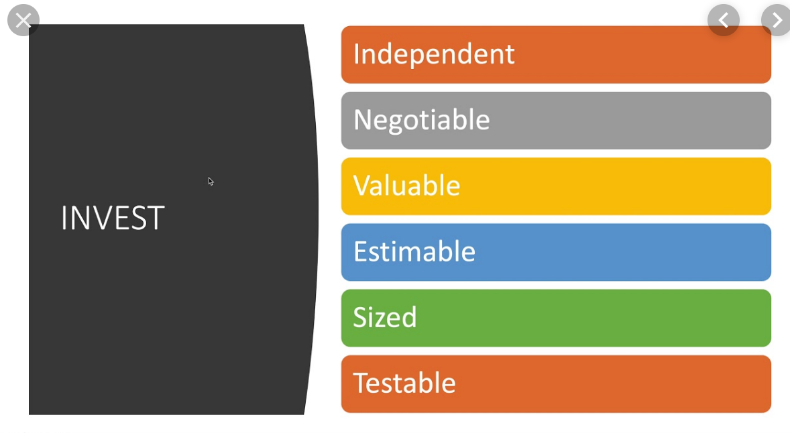 INVEST
Independent
Negotiable
Valuable
Estimable
Sized
Testable